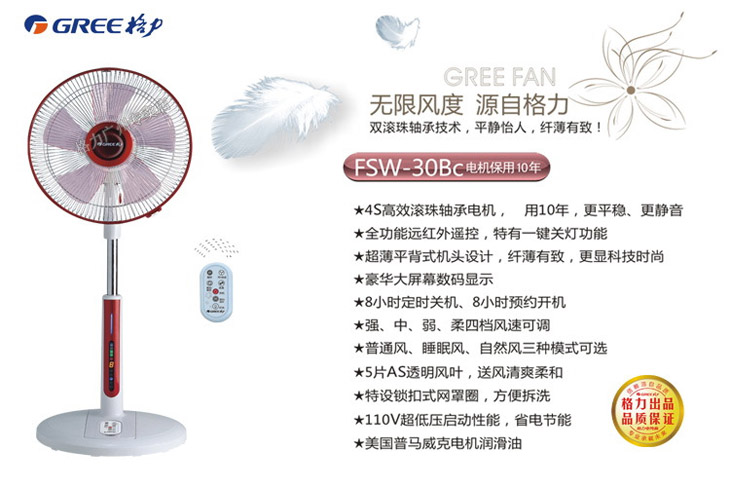 GREE格力
GREE FAN
无限风度 源自格力
双滚珠轴承技术，平静怡人，纤薄有致！
FSW-30Bc 电机保用10年
★4S高效滚珠轴承电机， 用10年，更平稳、更静音
★全功能远红外遥控，特有一键关灯功能
★超薄平背式机头设计，纤薄有致，更显科技时尚
★豪华大屏幕数码显示
★8小时定时关机、8小时预约开机
★强、中、弱、柔四档风速可调
★普通风、睡眠风、自然风三种模式可选
★5片AS透明风叶，送风清爽柔和
★特设锁扣式网罩圈，方便拆洗
★110V超低压启动性能，省电节能
★美国普马威克电机润滑油
GREE格力
格力出品
品质保证